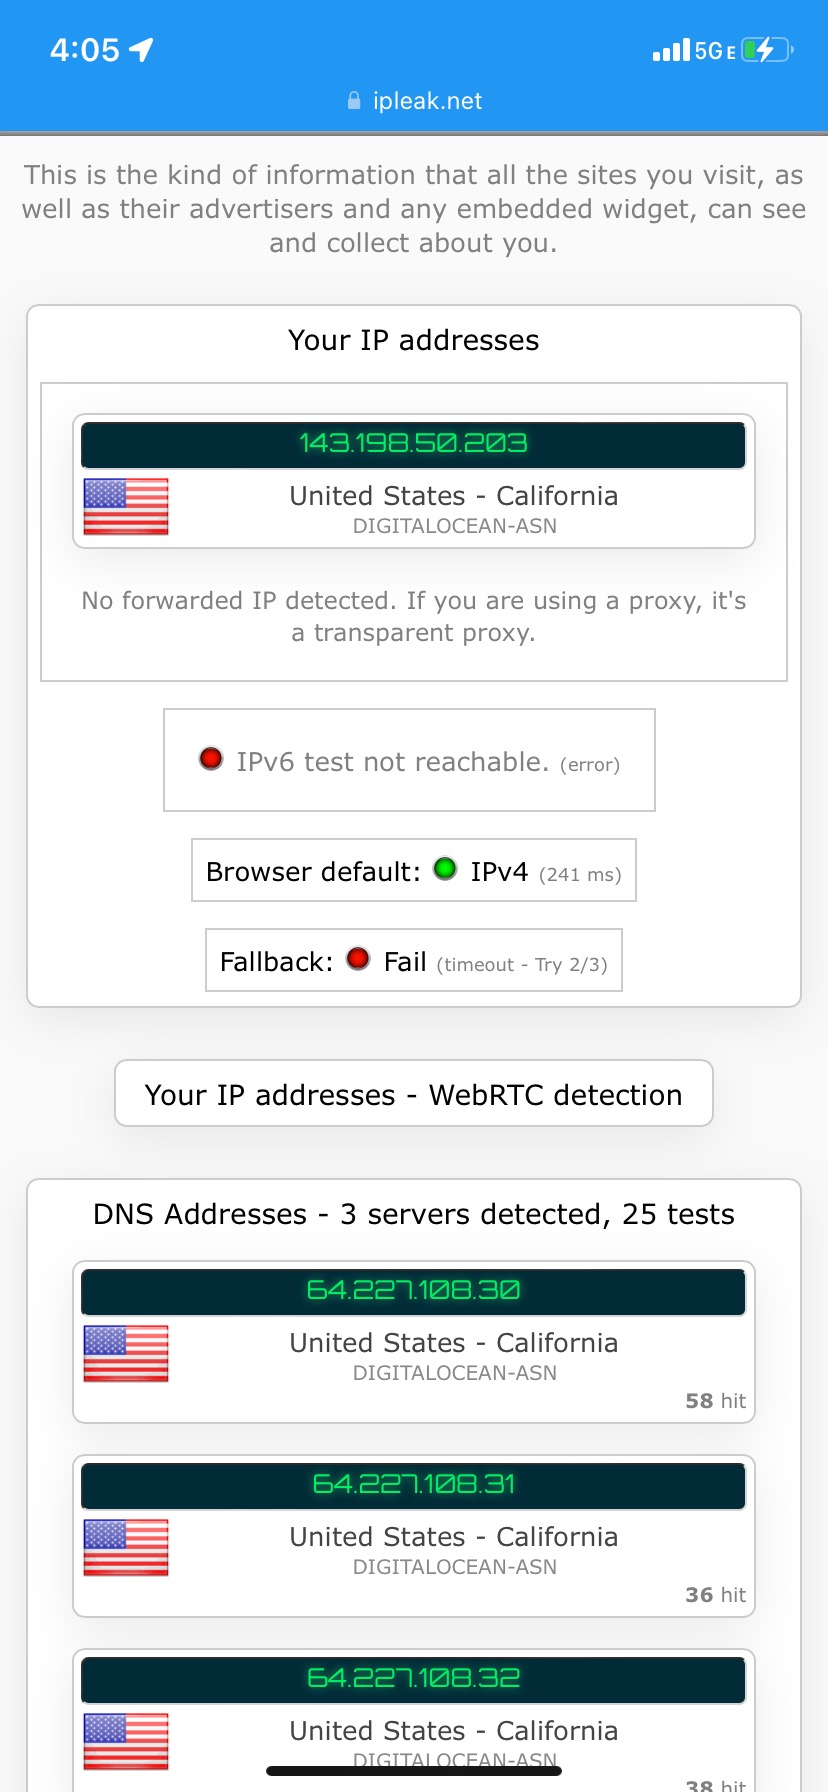 4:05
5GE
ipleak.net
This is the kind of information that all the sites you visit, as
well as their advertisers and any embedded widget, can see
and collect about you.
Your IP addresses
143.198.50.203
United States - California
DIGITALOCEAN-ASN
No forwarded IP detected. If you are using a proxy, it's
a transparent proxy.
IPv6 test not reachable. (error)
Browser default: IPv4 (241 ms)
Fallback: Fail (timeout - Try 2/3)
Your IP addresses - WebRTC detection
DNS Addresses - 3 servers detected, 25 tests
64.227.108.30
United States - California
DIGITALOCEAN-ASN
58 hit
64.227.108.31
United States - California
DIGITALOCEAN-ASN
36 hit
64.227.108.32
United States - California
DIGITALOCEAN-ASN
38 hit